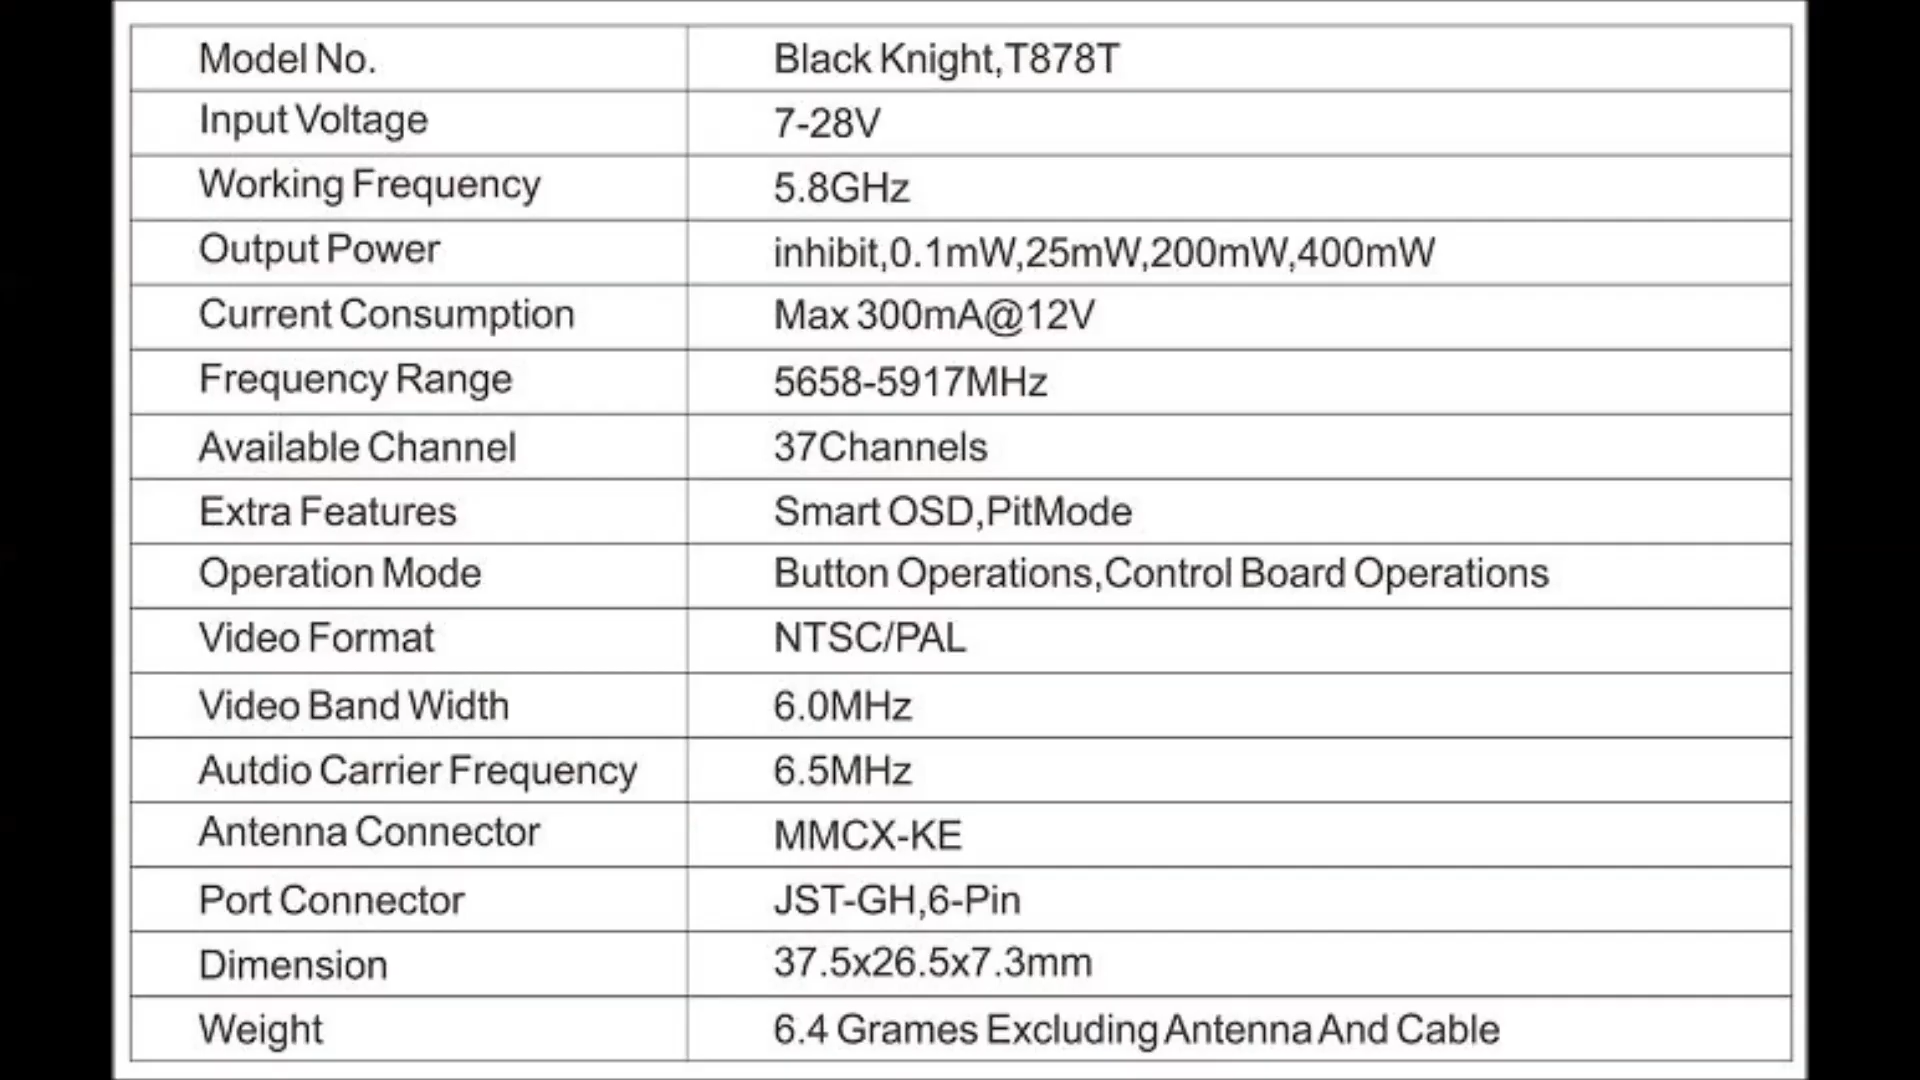 Model No. Black Knight,T878T
Input Voltage 7-28V
Working Frequency 5.8GHz
Output Power inhibit,0.1mW,25mW,200mW,400mW
Current Consumption Max 300mA@12V
Frequency Range 5658-5917MHz
Available Channel 37Channels
Extra Features Smart OSD,PitMode
Operation Mode Button Operations,Control Board Operations
Video Format NTSC/PAL
Video Band Width 6.0MHz
Autdio Carrier Frequency 6.5MHz
Antenna Connector MMCX-KE
Port Connector JST-GH,6-Pin
Dimension 37.5x26.5x7.3mm
Weight 6.4 Grames Excluding Antenna And Cable